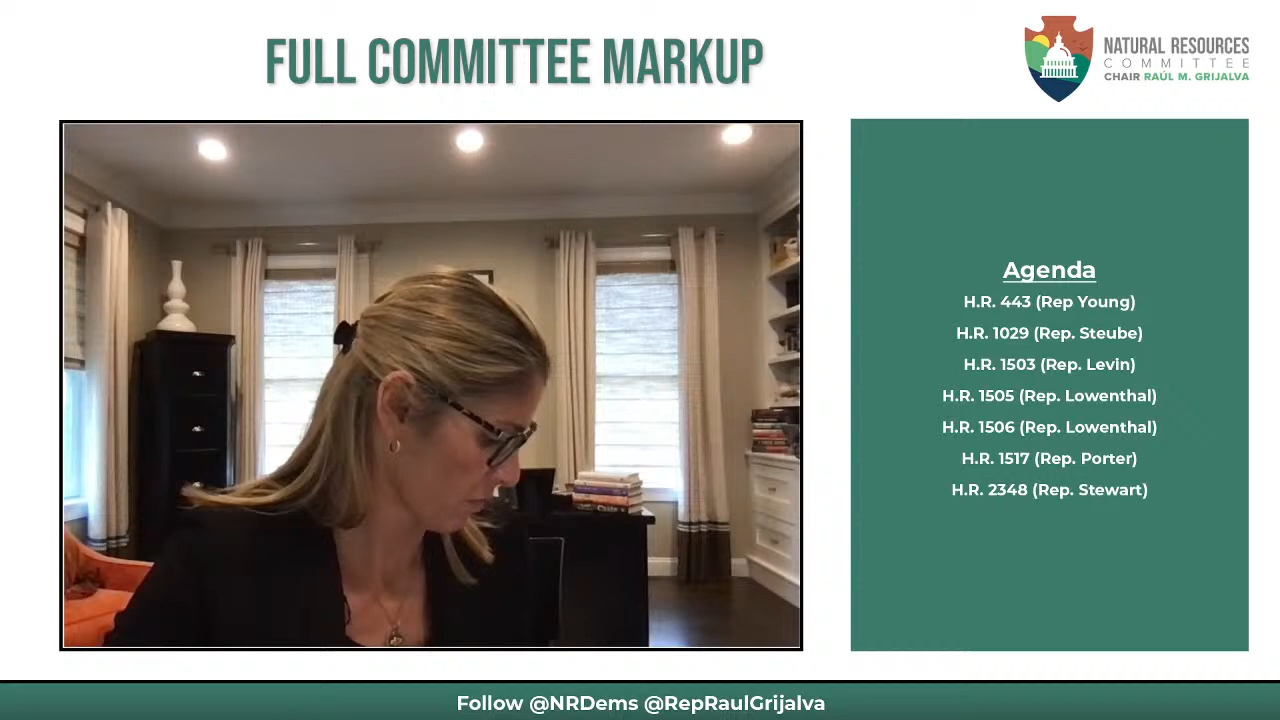 FULL COMMITTEE MARKUP
NATURAL RESOURCES
COMMITTEE
CHAIR RAÚL M. GRIJALVA
Agenda
H.R. 443 (Rep Young)
H.R. 1029 (Rep. Steube)
H.R. 1503 (Rep. Levin)
H.R. 1505 (Rep. Lowenthal)
H.R. 1506 (Rep. Lowenthal)
H.R. 1517 (Rep. Porter)
H.R. 2348 (Rep. Stewart)
Follow @NRDems @RepRaulGrijalva